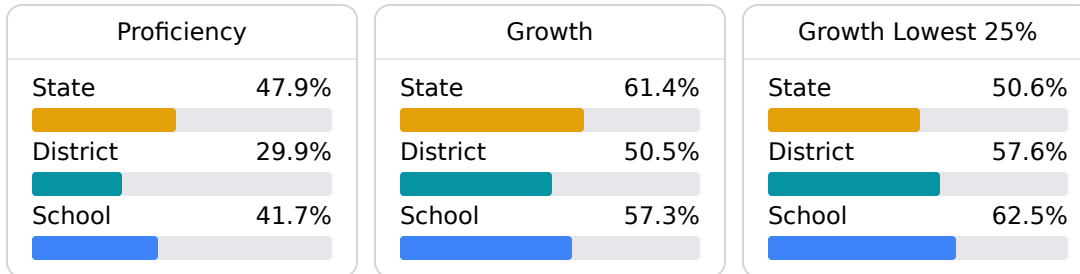 Proficiency
State 47.9%
District 29.9%
School 41.7%
Growth
State 61.4%
District 50.5%
School 57.3%
Growth Lowest 25%
State 50.6%
District 57.6%
School 62.5%